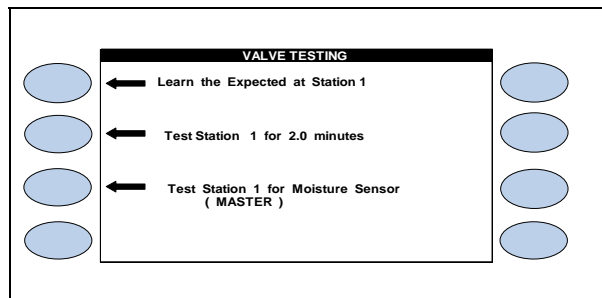 VALVE TESTING
Learn the Expected at Station 1
Test Station 1 for 2.0 minutes
Test Station 1 for Moisture Sensor
( MASTER )